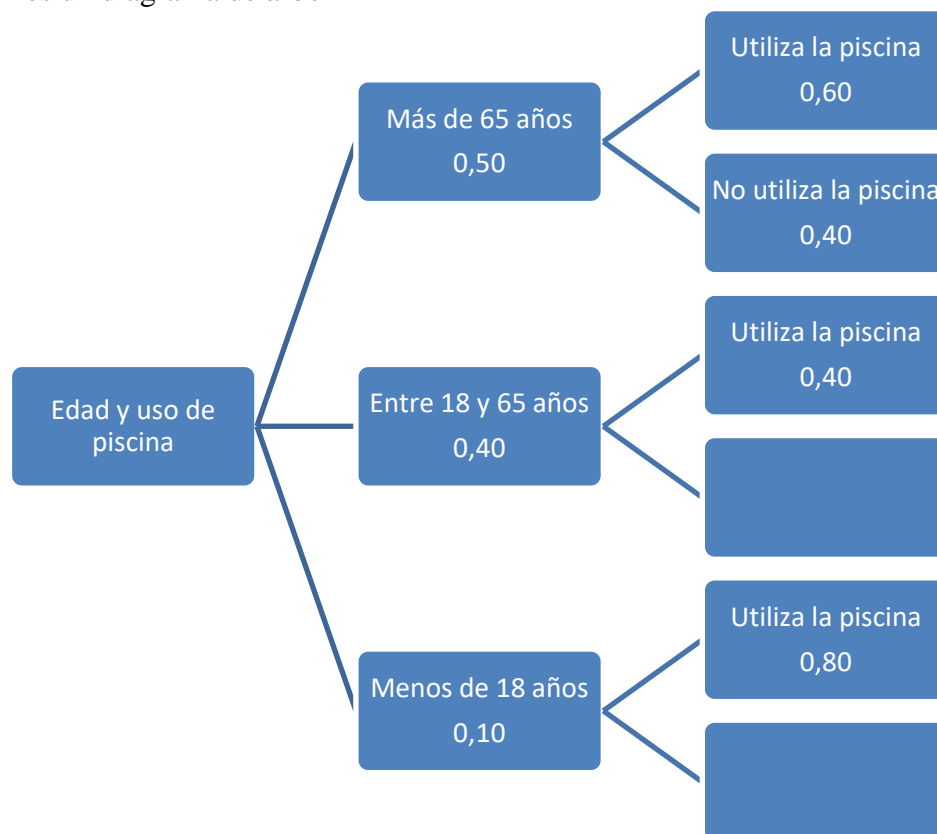 Utiliza la piscina
0,60
Más de 65 años
0,50
No utiliza la piscina
0,40
Utiliza la piscina
0,40
Edad y uso de
piscina
Entre 18 y 65 años
0,40
Utiliza la piscina
0,80
Menos de 18 años
0,10